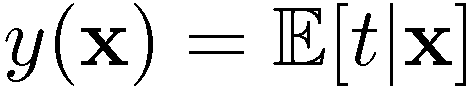 y(𝐱) = 𝔼[t|𝐱]